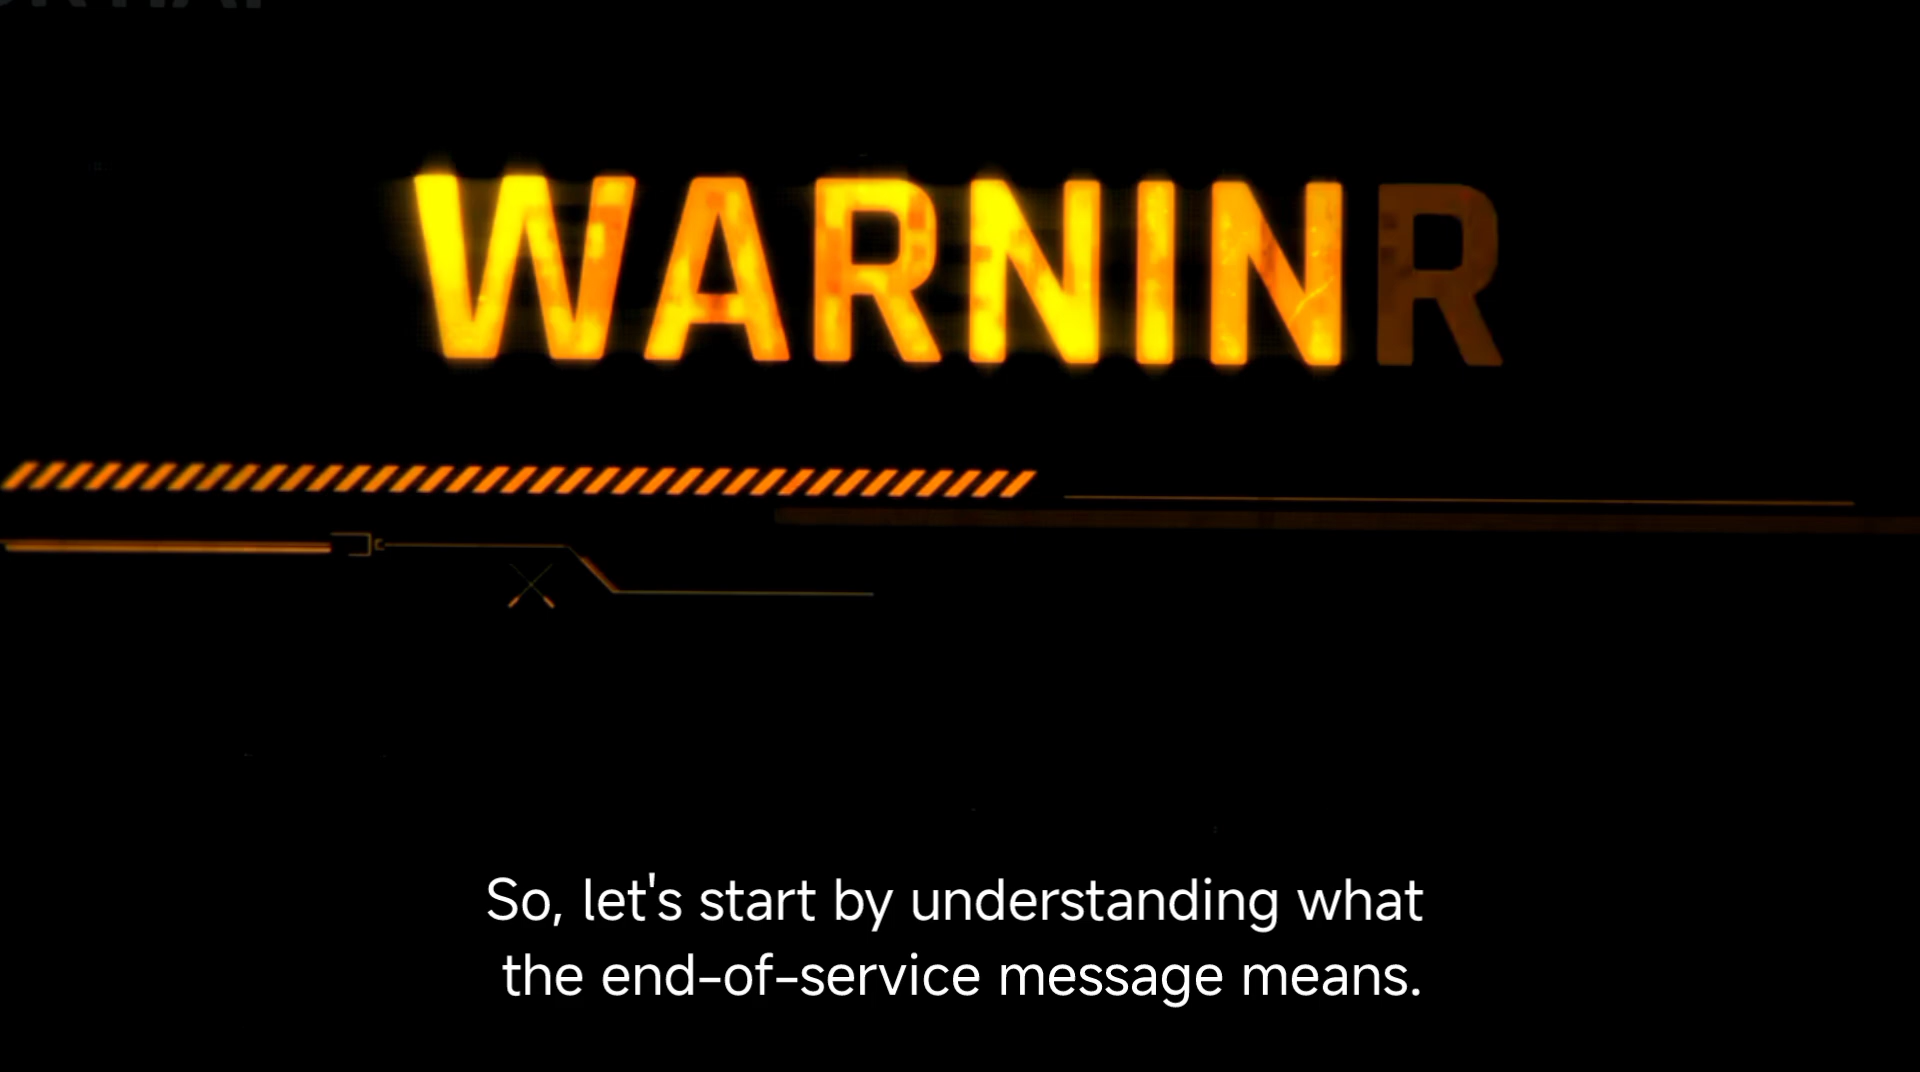 WARNINR
So, let's start by understanding what
the end-of-service message means.